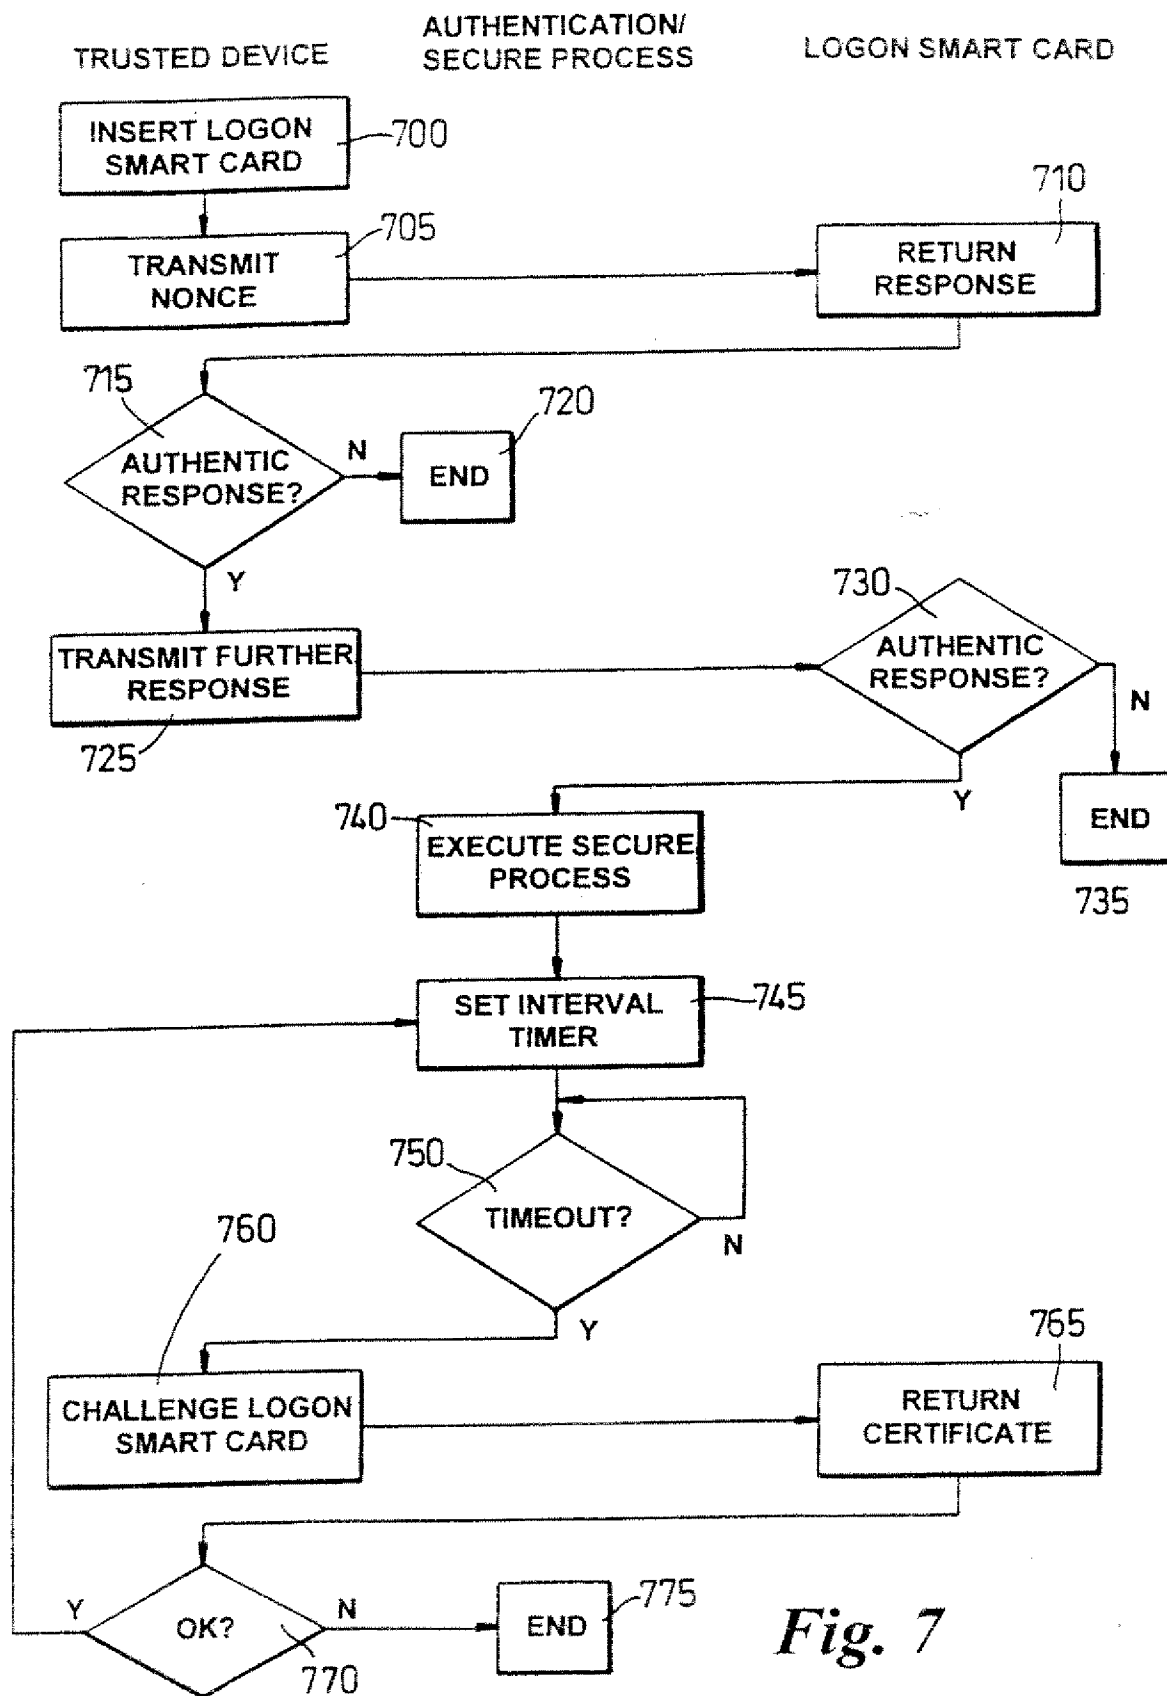 TRUSTED DEVICE
AUTHENTICATION/
SECURE PROCESS
LOGON SMART CARD
INSERT LOGON
SMART CARD
700
TRANSMIT
NONCE
705
RETURN
RESPONSE
710
AUTHENTIC
RESPONSE?
715
N
END
720
Y
TRANSMIT FURTHER
RESPONSE
725
AUTHENTIC
RESPONSE?
730
N
Y
END
735
740
EXECUTE SECURE
PROCESS
SET INTERVAL
TIMER
745
750
TIMEOUT?
N
Y
760
CHALLENGE LOGON
SMART CARD
765
RETURN
CERTIFICATE
Y
OK?
N
770
END
775
Fig. 7